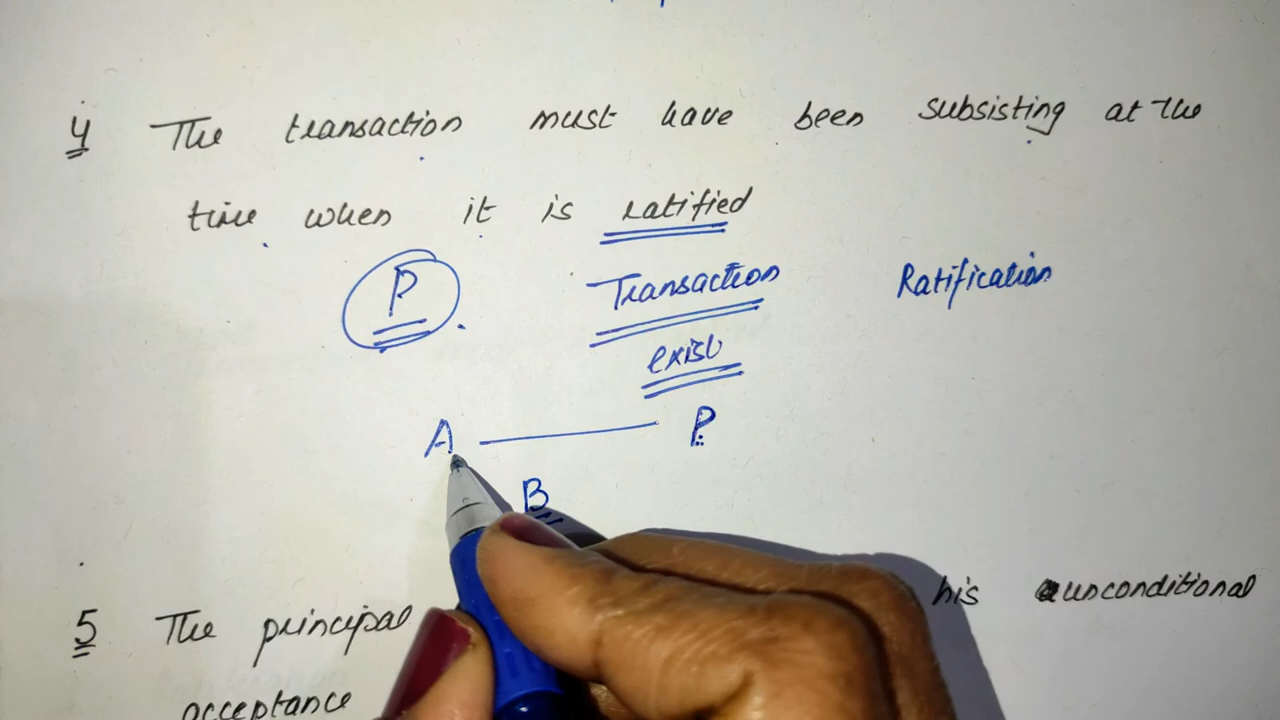 4 The transaction must have been subsisting at the
time when it is ratified
P Transaction Ratification
exist
A P
B
5 The principal his unconditional
acceptance